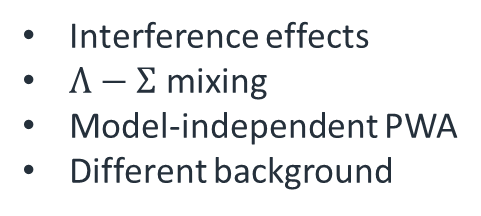 • Interference effects
• Λ − Σ mixing
• Model-independent PWA
• Different background